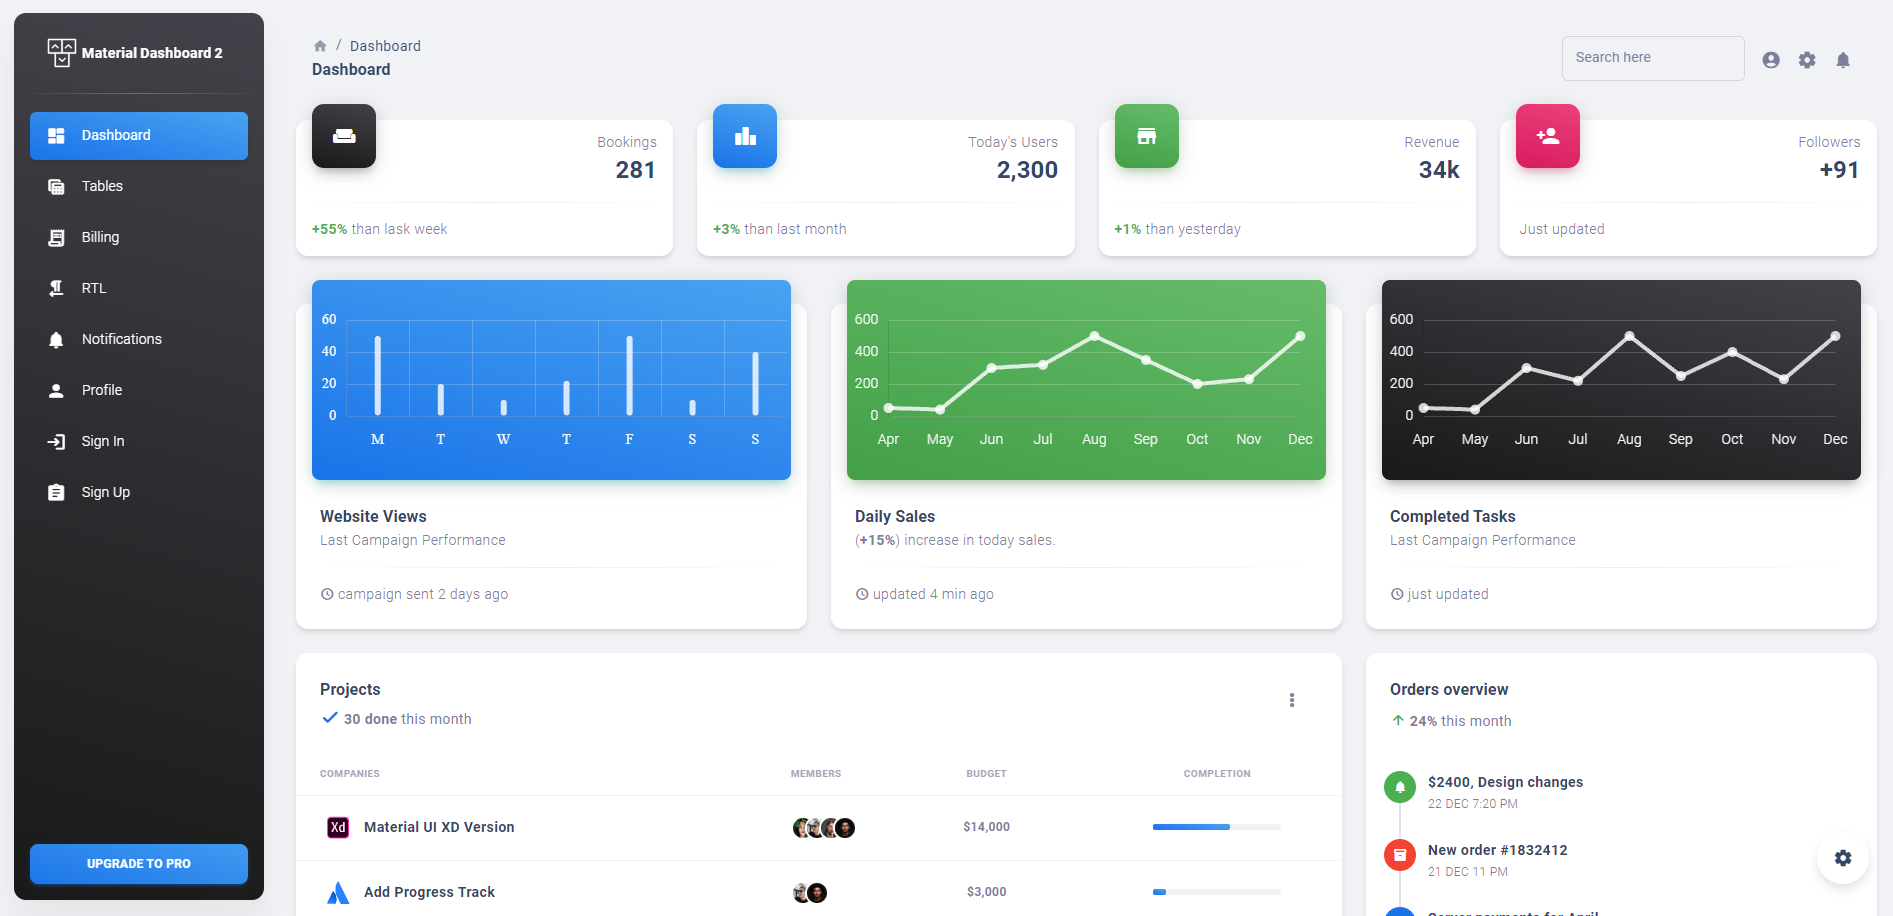 Material Dashboard 2
Dashboard
Tables
Billing
RTL
Notifications
Profile
Sign In
Sign Up
UPGRADE TO PRO
/ Dashboard
Dashboard
Search here
Bookings
281
+55% than lask week
Today's Users
2,300
+3% than last month
Revenue
34k
+1% than yesterday
Followers
+91
Just updated
60
40
20
0
M T W T F S S
Website Views
Last Campaign Performance
campaign sent 2 days ago
600
400
200
0
Apr May Jun Jul Aug Sep Oct Nov Dec
Daily Sales
(+15%) increase in today sales.
updated 4 min ago
600
400
200
0
Apr May Jun Jul Aug Sep Oct Nov Dec
Completed Tasks
Last Campaign Performance
just updated
Projects
30 done this month
COMPANIES MEMBERS BUDGET COMPLETION
Xd Material UI XD Version $14,000
Add Progress Track $3,000
Orders overview
24% this month
$2400, Design changes
22 DEC 7:20 PM
New order #1832412
21 DEC 11 PM
Server payments for April